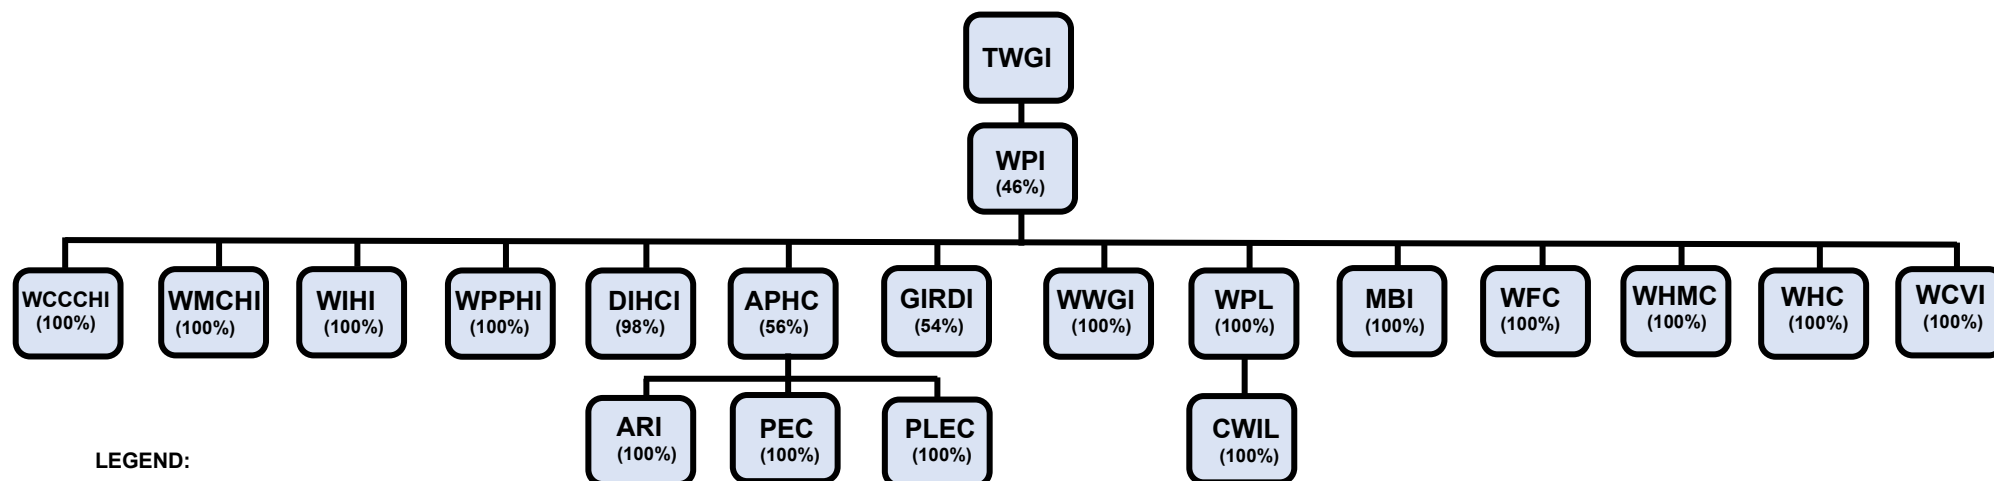 TWGI
WPI
(46%)
WCCCHI
(100%)
WMCHI
(100%)
WIHI
(100%)
WPPHI
(100%)
DIHCI
(98%)
APHC
(56%)
GIRDI
(54%)
WWGI
(100%)
WPL
(100%)
MBI
(100%)
WFC
(100%)
WHMC
(100%)
WHC
(100%)
WCVI
(100%)
ARI
(100%)
PEC
(100%)
PLEC
(100%)
CWIL
(100%)
LEGEND: